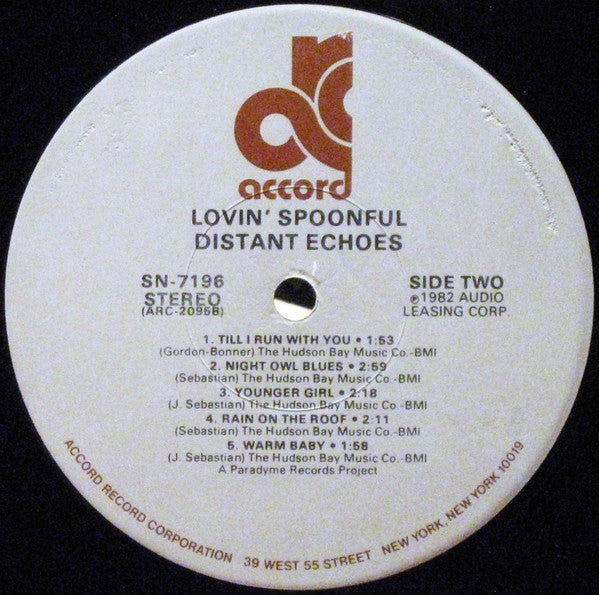 accord
LOVIN' SPOONFUL
DISTANT ECHOES
SN-7196
STEREO
(ARC-2095B)
SIDE TWO
℗1982 AUDIO
LEASING CORP.
1. TILL I RUN WITH YOU • 1:53
(Gordon-Bonner) The Hudson Bay Music Co.-BMI
2. NIGHT OWL BLUES • 2:59
(Sebastian) The Hudson Bay Music Co.-BMI
3. YOUNGER GIRL • 2:18
(J. Sebastian) The Hudson Bay Music Co.-BMI
4. RAIN ON THE ROOF • 2:11
(Sebastian) The Hudson Bay Music Co.-BMI
5. WARM BABY • 1:58
(J. Sebastian) The Hudson Bay Music Co.-BMI
A Paradyme Records Project
ACCORD RECORD CORPORATION 39 WEST 55 STREET NEW YORK, NEW YORK 10019